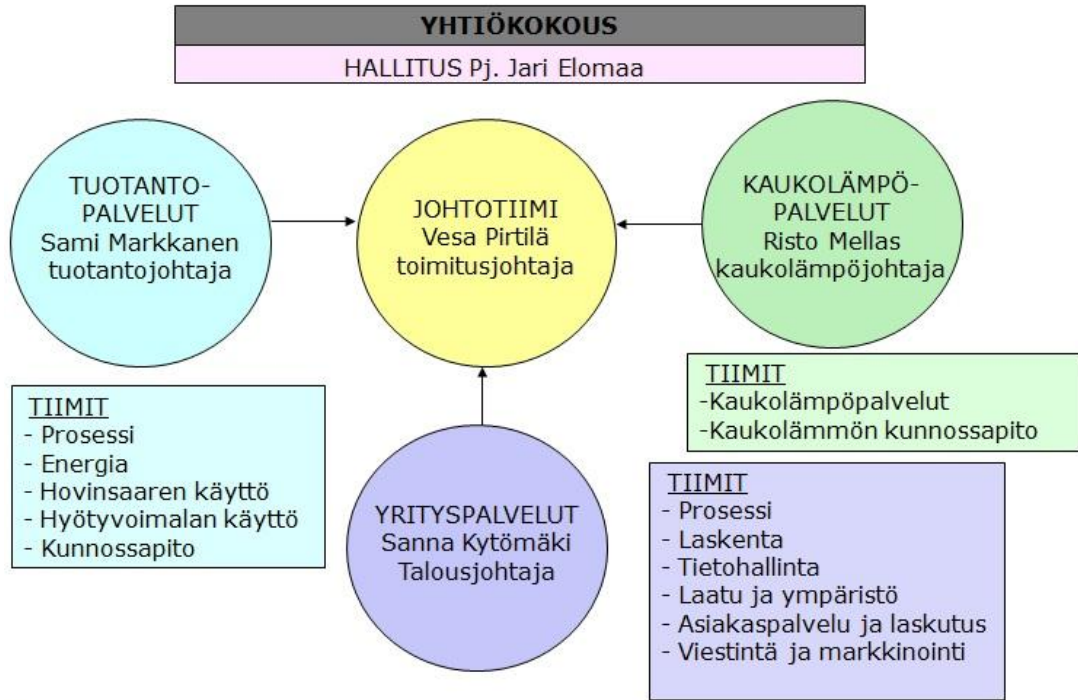 YHTIÖKOKOUS
HALLITUS Pj. Jari Elomaa
TUOTANTO-
PALVELUT
Sami Markkanen
tuotantojohtaja
JOHTOTIIMI
Vesa Pirtilä
toimitusjohtaja
KAUKOLÄMPÖ-
PALVELUT
Risto Mellas
kaukolämpöjohtaja
TIIMIT
- Prosessi
- Energia
- Hovinsaaren käyttö
- Hyötyvoimalan käyttö
- Kunnossapito
YRITYSPALVELUT
Sanna Kytömäki
Talousjohtaja
TIIMIT
-Kaukolämpöpalvelut
-Kaukolämmön kunnossapito
TIIMIT
- Prosessi
- Laskenta
- Tietohallinta
- Laatu ja ympäristö
- Asiakaspalvelu ja laskutus
- Viestintä ja markkinointi